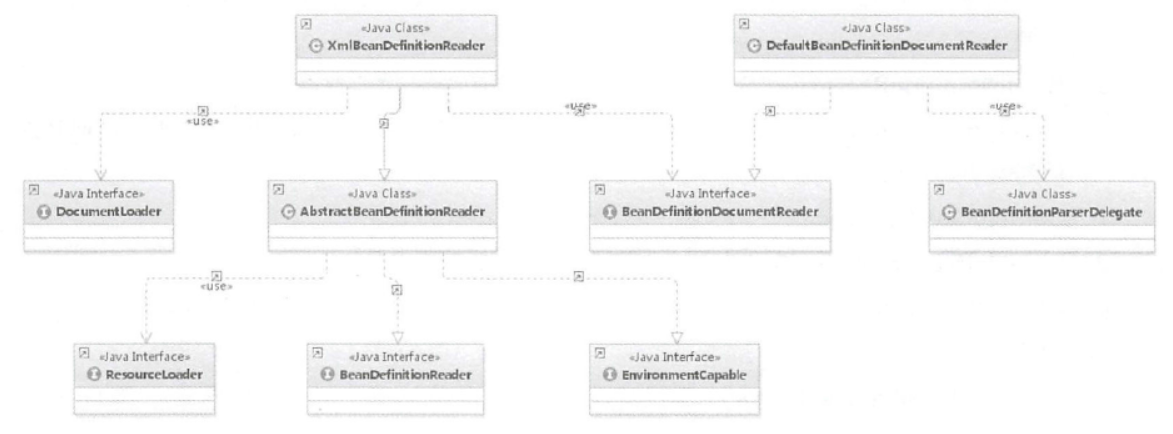 «Java Class»
XmlBeanDefinitionReader
«Java Class»
DefaultBeanDefinitionDocumentReader
«use»
«use»
«use»
«Java Interface»
DocumentLoader
«Java Class»
AbstractBeanDefinitionReader
«Java Interface»
BeanDefinitionDocumentReader
«Java Class»
BeanDefinitionParserDelegate
«use»
«Java Interface»
ResourceLoader
«Java Interface»
BeanDefinitionReader
«Java Interface»
EnvironmentCapable